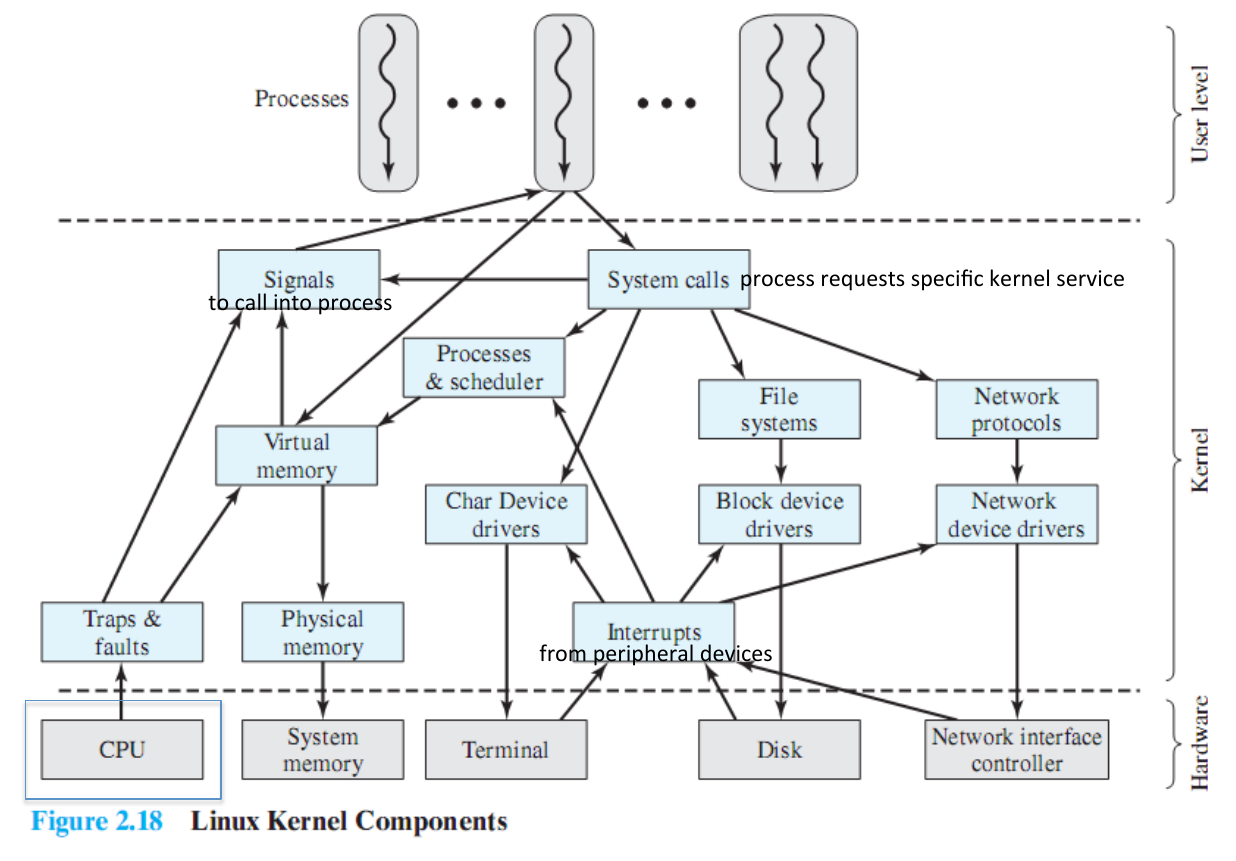 Processes
User level
Signals
to call into process
System calls
process requests specific kernel service
Processes
& scheduler
File
systems
Network
protocols
Virtual
memory
Kernel
Char Device
drivers
Block device
drivers
Network
device drivers
Traps &
faults
Physical
memory
Interrupts
from peripheral devices
CPU
System
memory
Terminal
Disk
Network interface
controller
Hardware
Figure 2.18 Linux Kernel Components